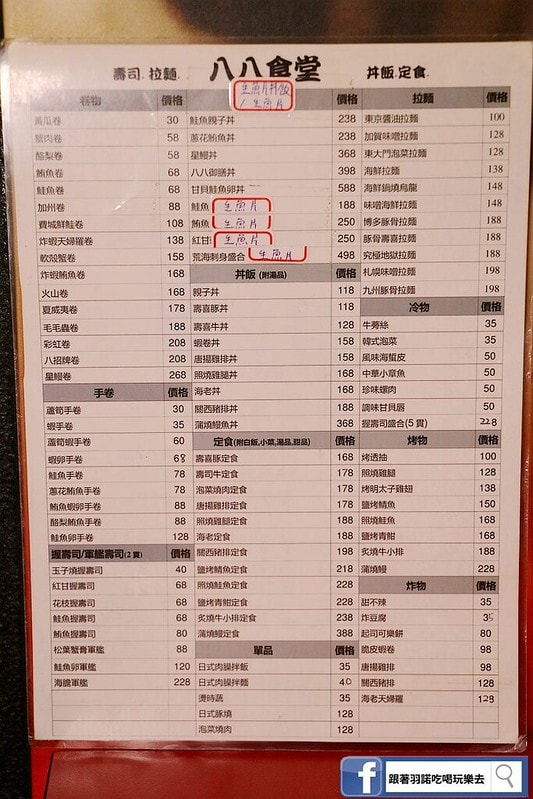 八八食堂
壽司.拉麵.
丼飯.定食.
卷物 價格
黃瓜卷 30
蟹肉卷 58
酪梨卷 58
鮪魚卷 68
鮭魚卷 68
加州卷 88
費城鮮鮭卷 108
炸蝦天婦羅卷 138
軟殼蟹卷 158
炸蝦鮪魚卷 168
火山卷 168
夏威夷卷 178
毛毛蟲卷 188
彩虹卷 208
八招牌卷 208
星鰻卷 268
手卷 價格
蘆筍手卷 30
蝦手卷 35
蘆筍蝦手卷 60
蝦卵手卷 68
鮭魚手卷 78
蔥花鮪魚手卷 78
鮪魚蝦卵手卷 88
酪梨鮪魚手卷 88
鮭魚卵手卷 128
握壽司/軍艦壽司(2貫) 價格
玉子燒握壽司 40
紅甘握壽司 68
花枝握壽司 68
鮭魚握壽司 68
鮪魚握壽司 80
松葉蟹膏軍艦 88
鮭魚卵軍艦 120
海膽軍艦 228
生魚片丼飯
/生魚片
價格
鮭魚親子丼 238
蔥花鮪魚丼 238
星鰻丼 368
八八御膳丼 398
甘貝鮭魚卵丼 588
鮭魚 生魚片 188
鮪魚 生魚片 250
紅甘 生魚片 250
荒海刺身盛合 生魚片 498
丼飯 (附湯品) 價格
親子丼 118
壽喜豚丼 118
壽喜牛丼 128
蝦卷丼 158
唐揚雞排丼 158
照燒雞腿丼 168
海老丼 168
關西豬排丼 188
蒲燒鰻魚丼 368
定食(附白飯,小菜,湯品,甜品) 價格
壽喜豚定食 168
壽司牛定食 178
泡菜燒肉定食 178
唐揚雞排定食 188
照燒雞腿定食 188
海老定食 188
關西豬排定食 198
鹽烤鯖魚定食 218
照燒鮭魚定食 228
鹽烤青魽定食 228
炙燒牛小排定食 238
蒲燒鰻定食 388
單品 價格
日式肉臊拌飯 35
日式肉臊拌麵 40
燙時蔬 35
日式豚燒 128
泡菜燒肉 128
拉麵 價格
東京醬油拉麵 100
加賀味噌拉麵 128
東大門泡菜拉麵 128
海鮮拉麵 138
海鮮鍋燒烏龍 148
味噌海鮮拉麵 148
博多豚骨拉麵 188
豚骨壽喜拉麵 188
究極地獄拉麵 188
札幌味噌拉麵 198
九州豚骨拉麵 198
冷物 價格
牛蒡絲 35
韓式泡菜 35
風味海蜇皮 50
中華小章魚 50
珍味螺肉 50
調味甘貝唇 50
握壽司盛合(5貫) 228
烤物 價格
烤透抽 100
照燒雞腿 128
烤明太子雞翅 138
鹽烤鯖魚 150
照燒鮭魚 168
鹽烤青魽 168
炙燒牛小排 188
蒲燒鰻 228
炸物 價格
甜不辣 35
炸豆腐 35
起司可樂餅 80
脆皮蝦卷 98
唐揚雞排 98
關西豬排 128
海老天婦羅 128
f 跟著羽諾吃喝玩樂去